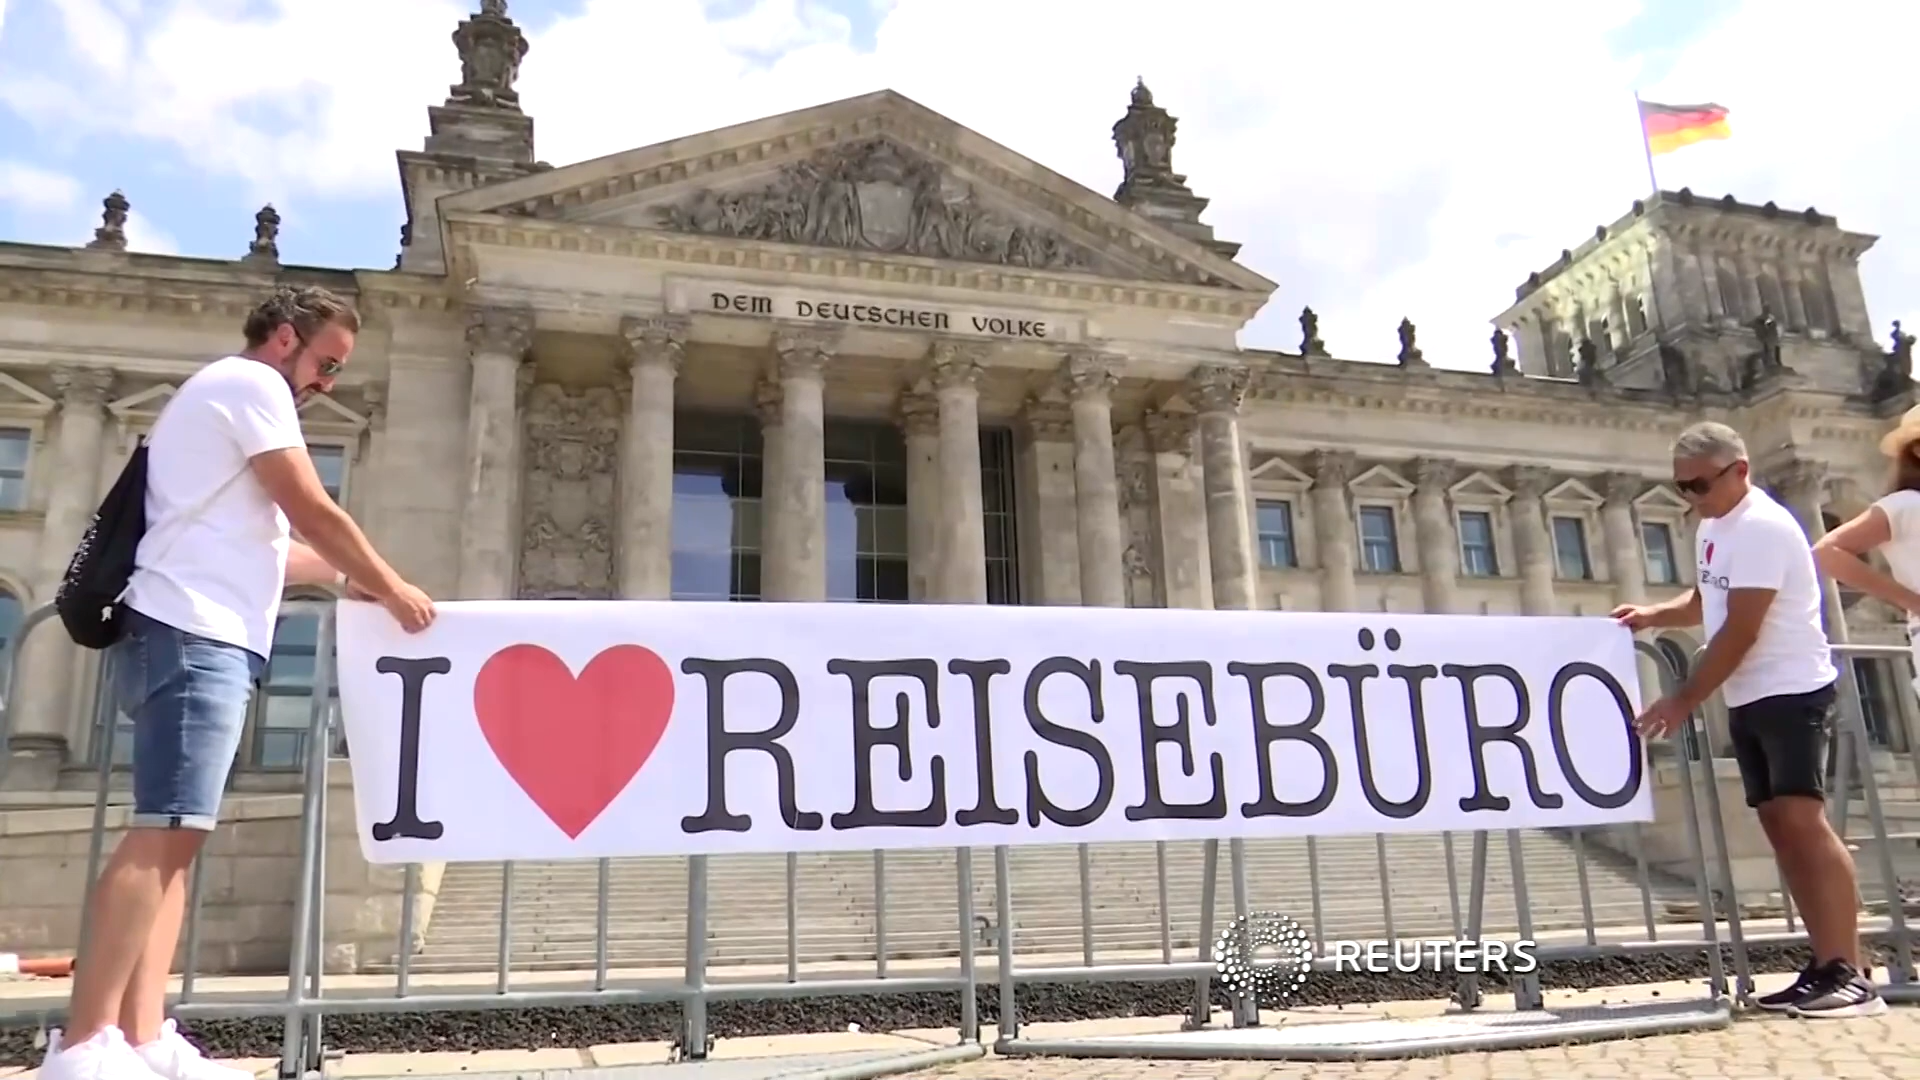 DEM DEUTSCHEN VOLKE
I ❤ REISEBÜRO
I ❤
REUTERS